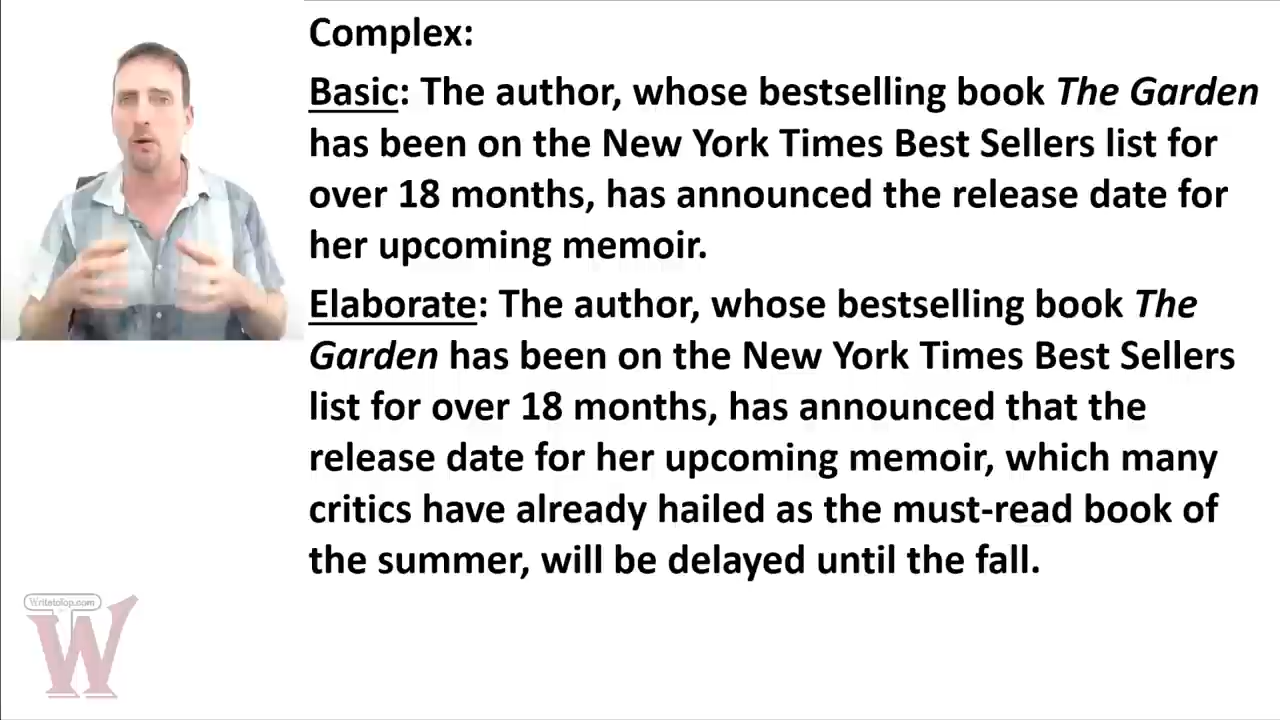 Complex:
Basic: The author, whose bestselling book The Garden
has been on the New York Times Best Sellers list for
over 18 months, has announced the release date for
her upcoming memoir.
Elaborate: The author, whose bestselling book The
Garden has been on the New York Times Best Sellers
list for over 18 months, has announced that the
release date for her upcoming memoir, which many
critics have already hailed as the must-read book of
the summer, will be delayed until the fall.
Writetotop.com
W